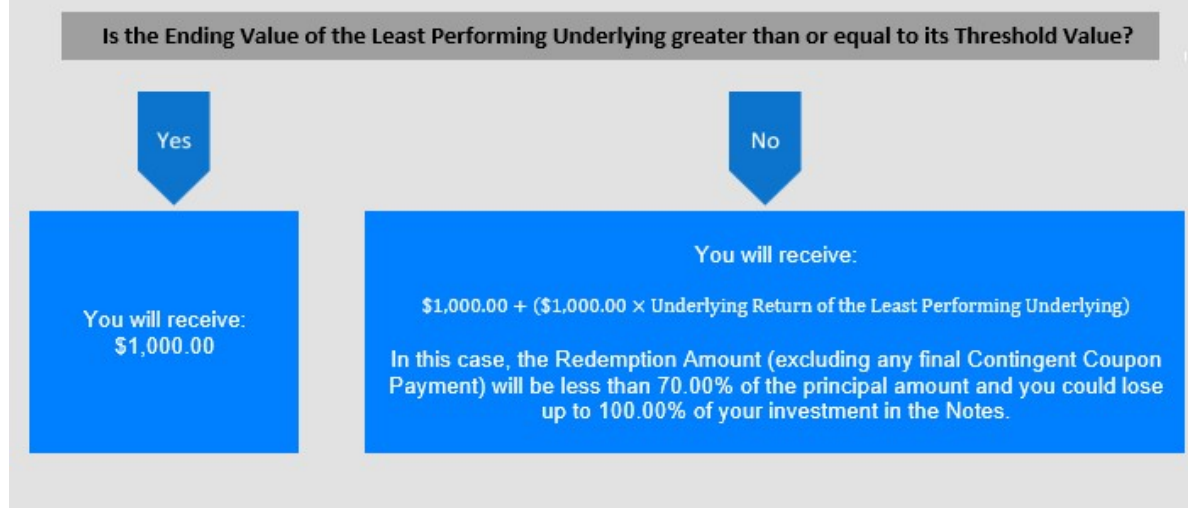 Is the Ending Value of the Least Performing Underlying greater than or equal to its Threshold Value?
Yes
No
You will receive:
$1,000.00
You will receive:
$1,000.00 + ($1,000.00 × Underlying Return of the Least Performing Underlying)
In this case, the Redemption Amount (excluding any final Contingent Coupon
Payment) will be less than 70.00% of the principal amount and you could lose
up to 100.00% of your investment in the Notes.